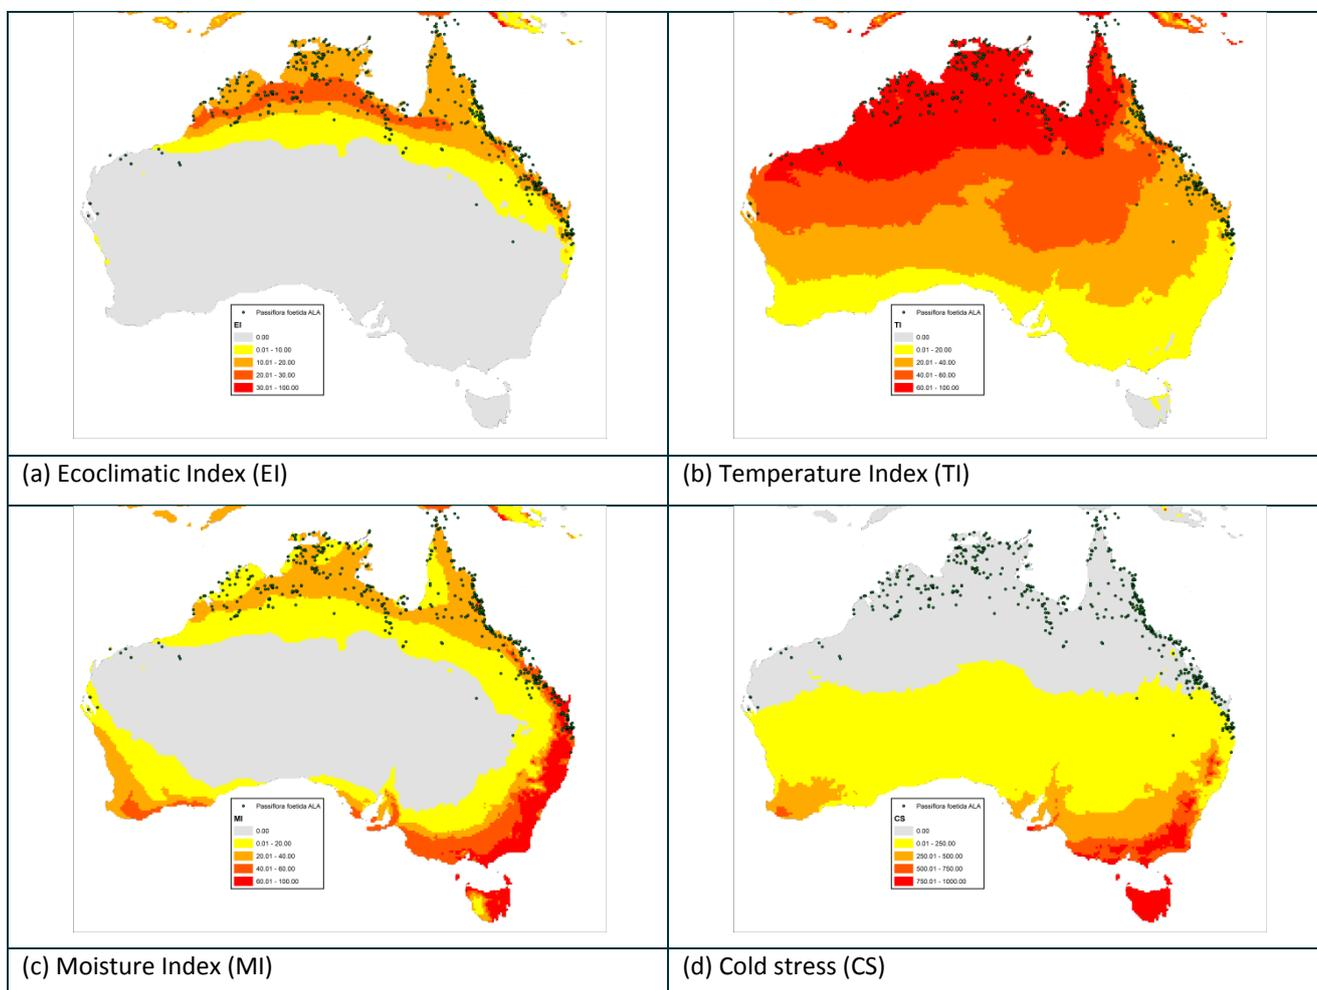 Passiflora foetida ALA
EI
0.00
0.01 - 10.00
10.01 - 20.00
20.01 - 30.00
30.01 - 100.00
Passiflora foetida ALA
TI
0.00
0.01 - 20.00
20.01 - 40.00
40.01 - 60.00
60.01 - 100.00
(a) Ecoclimatic Index (EI)
(b) Temperature Index (TI)
Passiflora foetida ALA
MI
0.00
0.01 - 20.00
20.01 - 40.00
40.01 - 60.00
60.01 - 100.00
Passiflora foetida ALA
CS
0.00
0.01 - 250.00
250.01 - 500.00
500.01 - 750.00
750.01 - 1000.00
(c) Moisture Index (MI)
(d) Cold stress (CS)